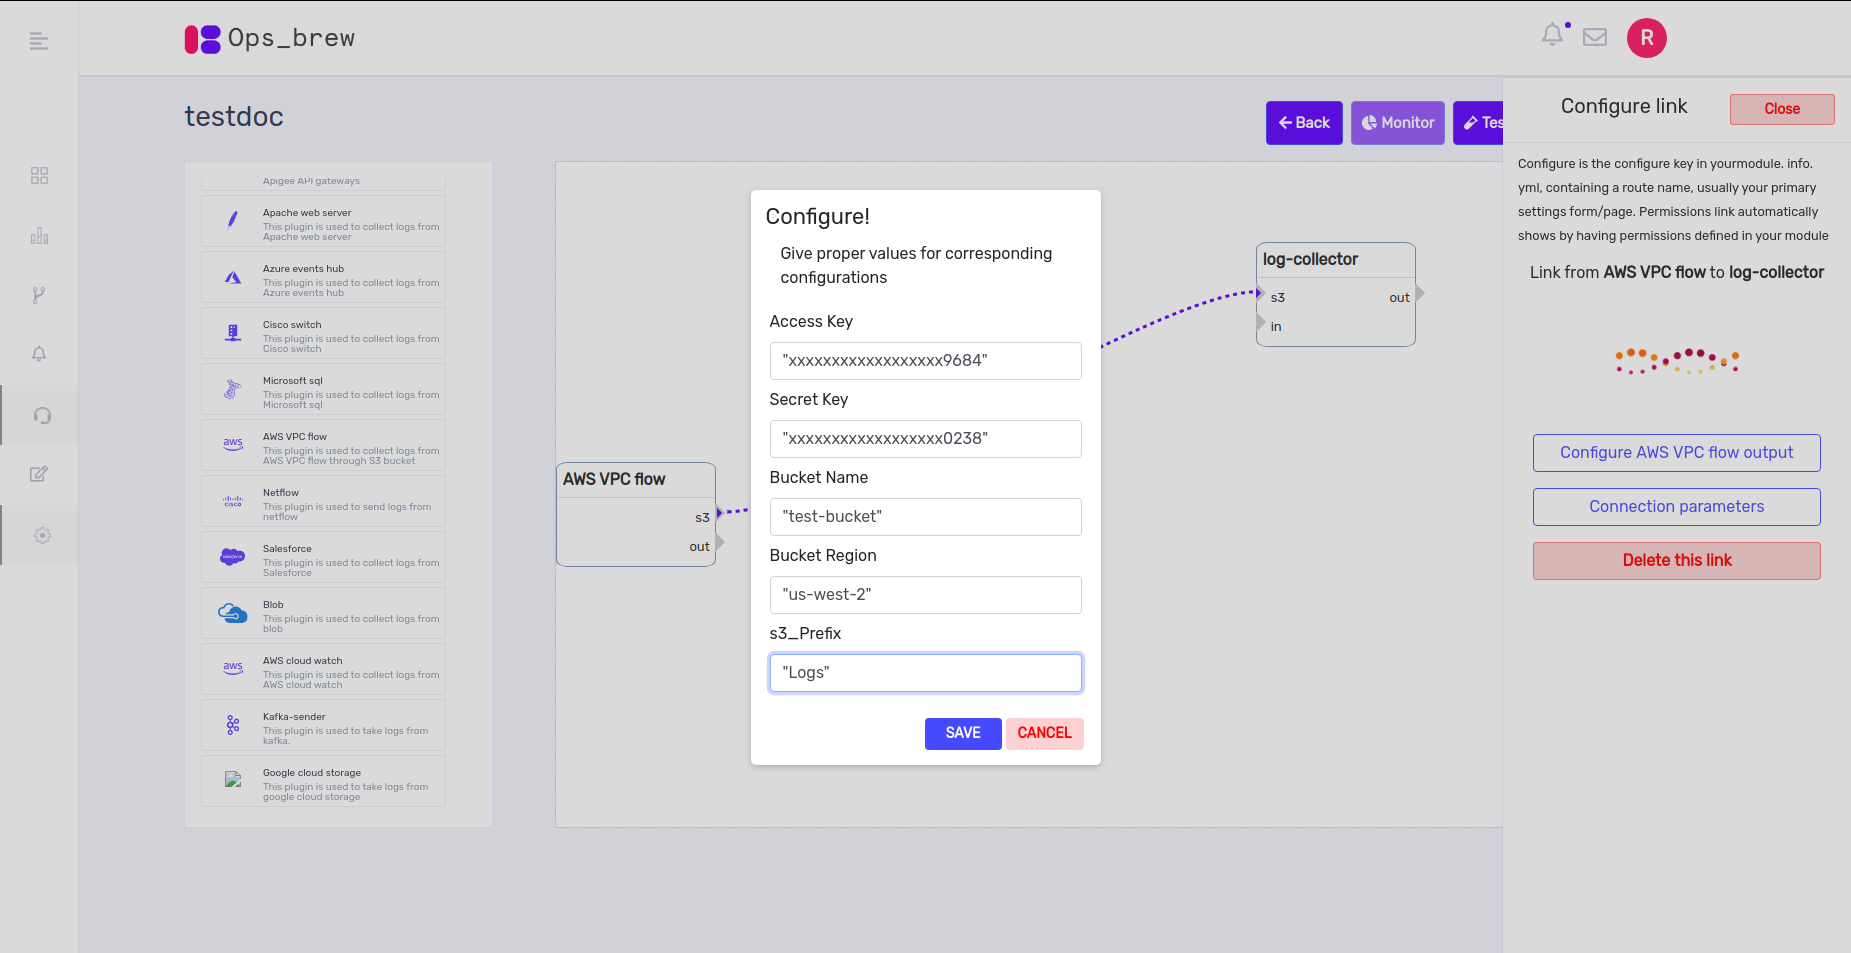 Ops_brew
R
testdoc
Back
Monitor
Tes
Configure link
Close
Configure is the configure key in yourmodule. info.
yml, containing a route name, usually your primary
settings form/page. Permissions link automatically
shows by having permissions defined in your module
Link from AWS VPC flow to log-collector
Configure AWS VPC flow output
Connection parameters
Delete this link
Apigee API gateways
Apache web server
This plugin is used to collect logs from
Apache web server
Azure events hub
This plugin is used to collect logs from
Azure events hub
Cisco switch
This plugin is used to collect logs from
Cisco switch
Microsoft sql
This plugin is used to collect logs from
Microsoft sql
aws
AWS VPC flow
This plugin is used to collect logs from
AWS VPC flow through S3 bucket
cisco
Netflow
This plugin is used to send logs from
netflow
salesforce
Salesforce
This plugin is used to collect logs from
Salesforce
Blob
This plugin is used to collect logs from
blob
aws
AWS cloud watch
This plugin is used to collect logs from
AWS cloud watch
Kafka-sender
This plugin is used to take logs from
kafka.
Google cloud storage
This plugin is used to take logs from
google cloud storage
AWS VPC flow
s3
out
log-collector
s3
out
in
Configure!
Give proper values for corresponding
configurations
Access Key
"xxxxxxxxxxxxxxxxxx9684"
Secret Key
"xxxxxxxxxxxxxxxxxx0238"
Bucket Name
"test-bucket"
Bucket Region
"us-west-2"
s3_Prefix
"Logs"
SAVE
CANCEL